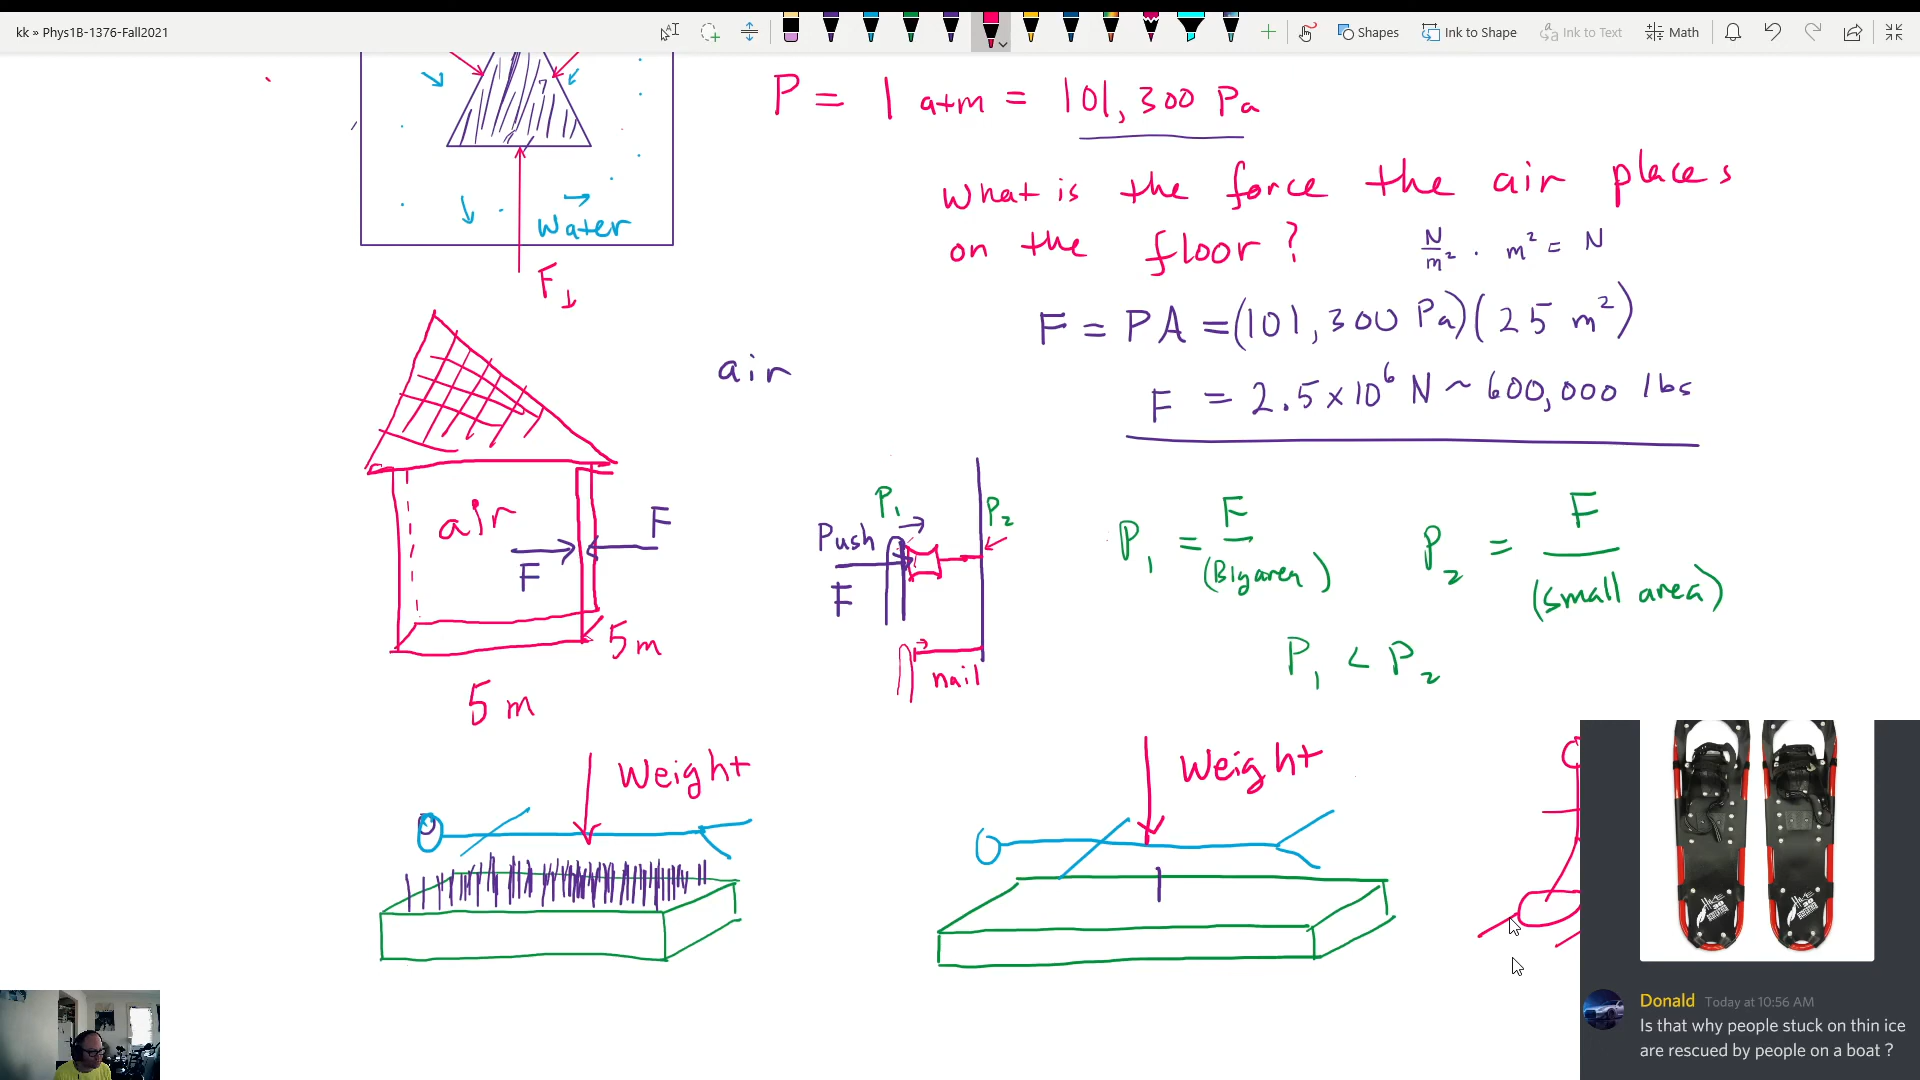 kk » Phys1B-1376-Fall2021
Shapes
Ink to Shape
Ink to Text
Math
P = 1 atm = 101,300 Pa
What is the force the air places
on the floor?
N/m² · m² = N
Water
F↓
F = PA = (101,300 Pa)(25 m²)
F = 2.5×10⁶ N ~ 600,000 lbs
air
air
F
F
5 m
5 m
P₁
P₂
Push
F
nail
P₁ = F/(Big area)
P₂ = F/(small area)
P₁ < P₂
Weight
Weight
Donald Today at 10:56 AM
Is that why people stuck on thin ice
are rescued by people on a boat ?